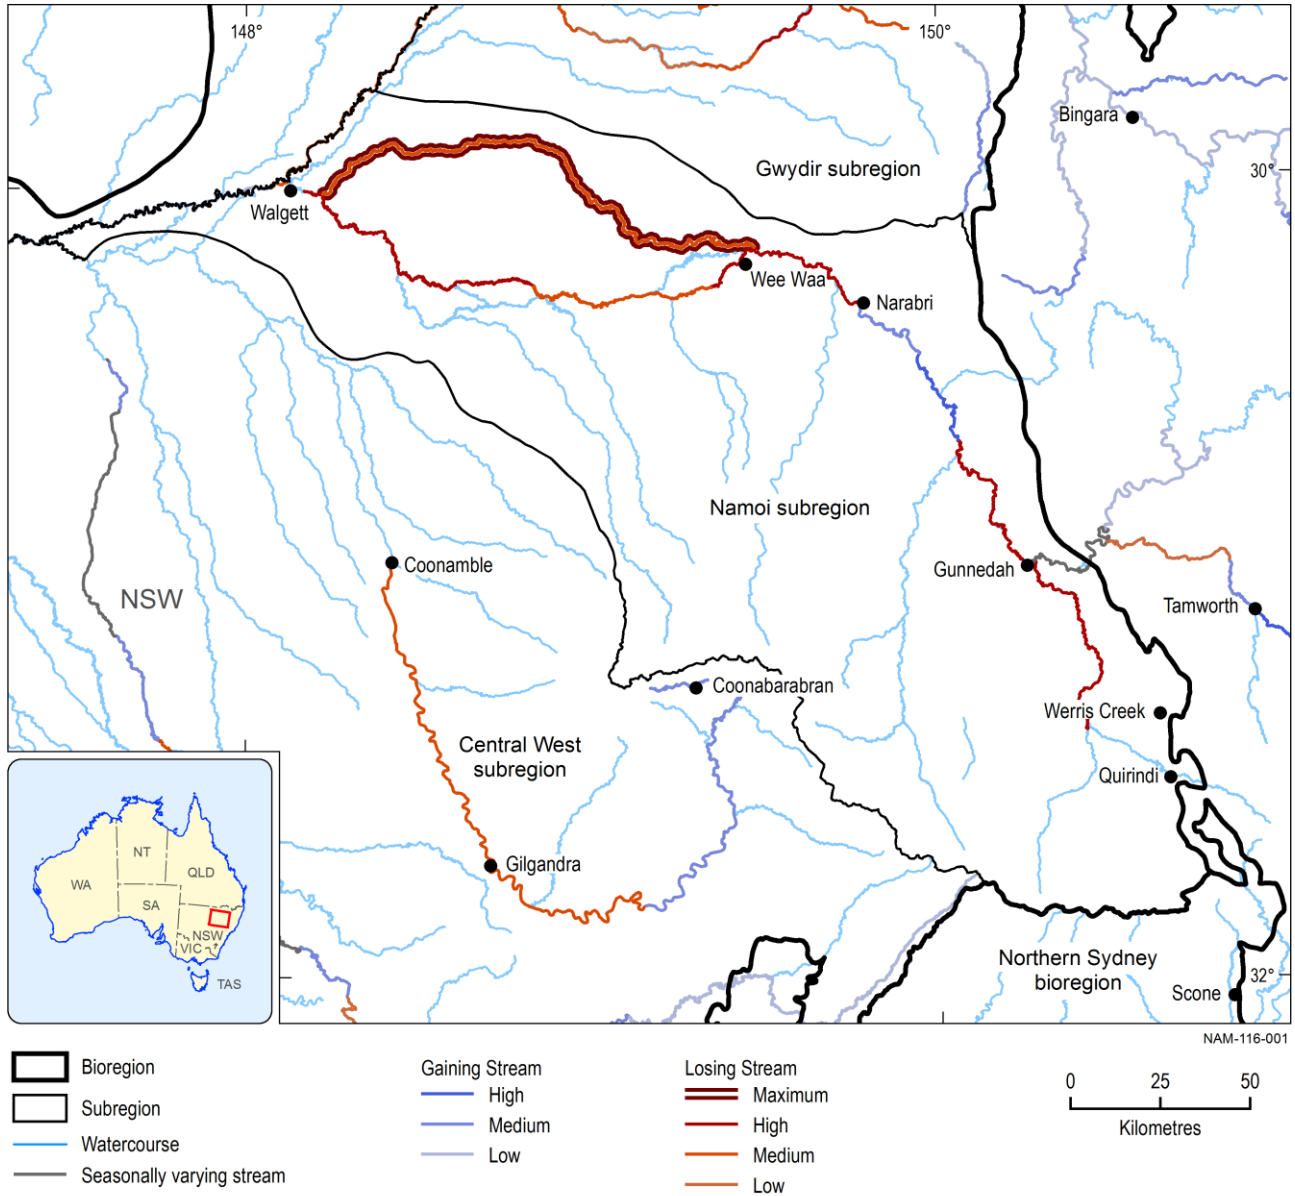 148°
150°
Bingara
Gwydir subregion
30°
Walgett
Wee Waa
Narrabri
Namoi subregion
Coonamble
Gunnedah
NSW
Tamworth
Coonabarabran
Werris Creek
Central West
subregion
Quirindi
Gilgandra
NT
QLD
WA
SA
NSW
VIC
TAS
Northern Sydney
bioregion
32°
Scone
NAM-116-001
Bioregion
Subregion
Watercourse
Seasonally varying stream
Gaining Stream
High
Medium
Low
Losing Stream
Maximum
High
Medium
Low
0 25 50
Kilometres